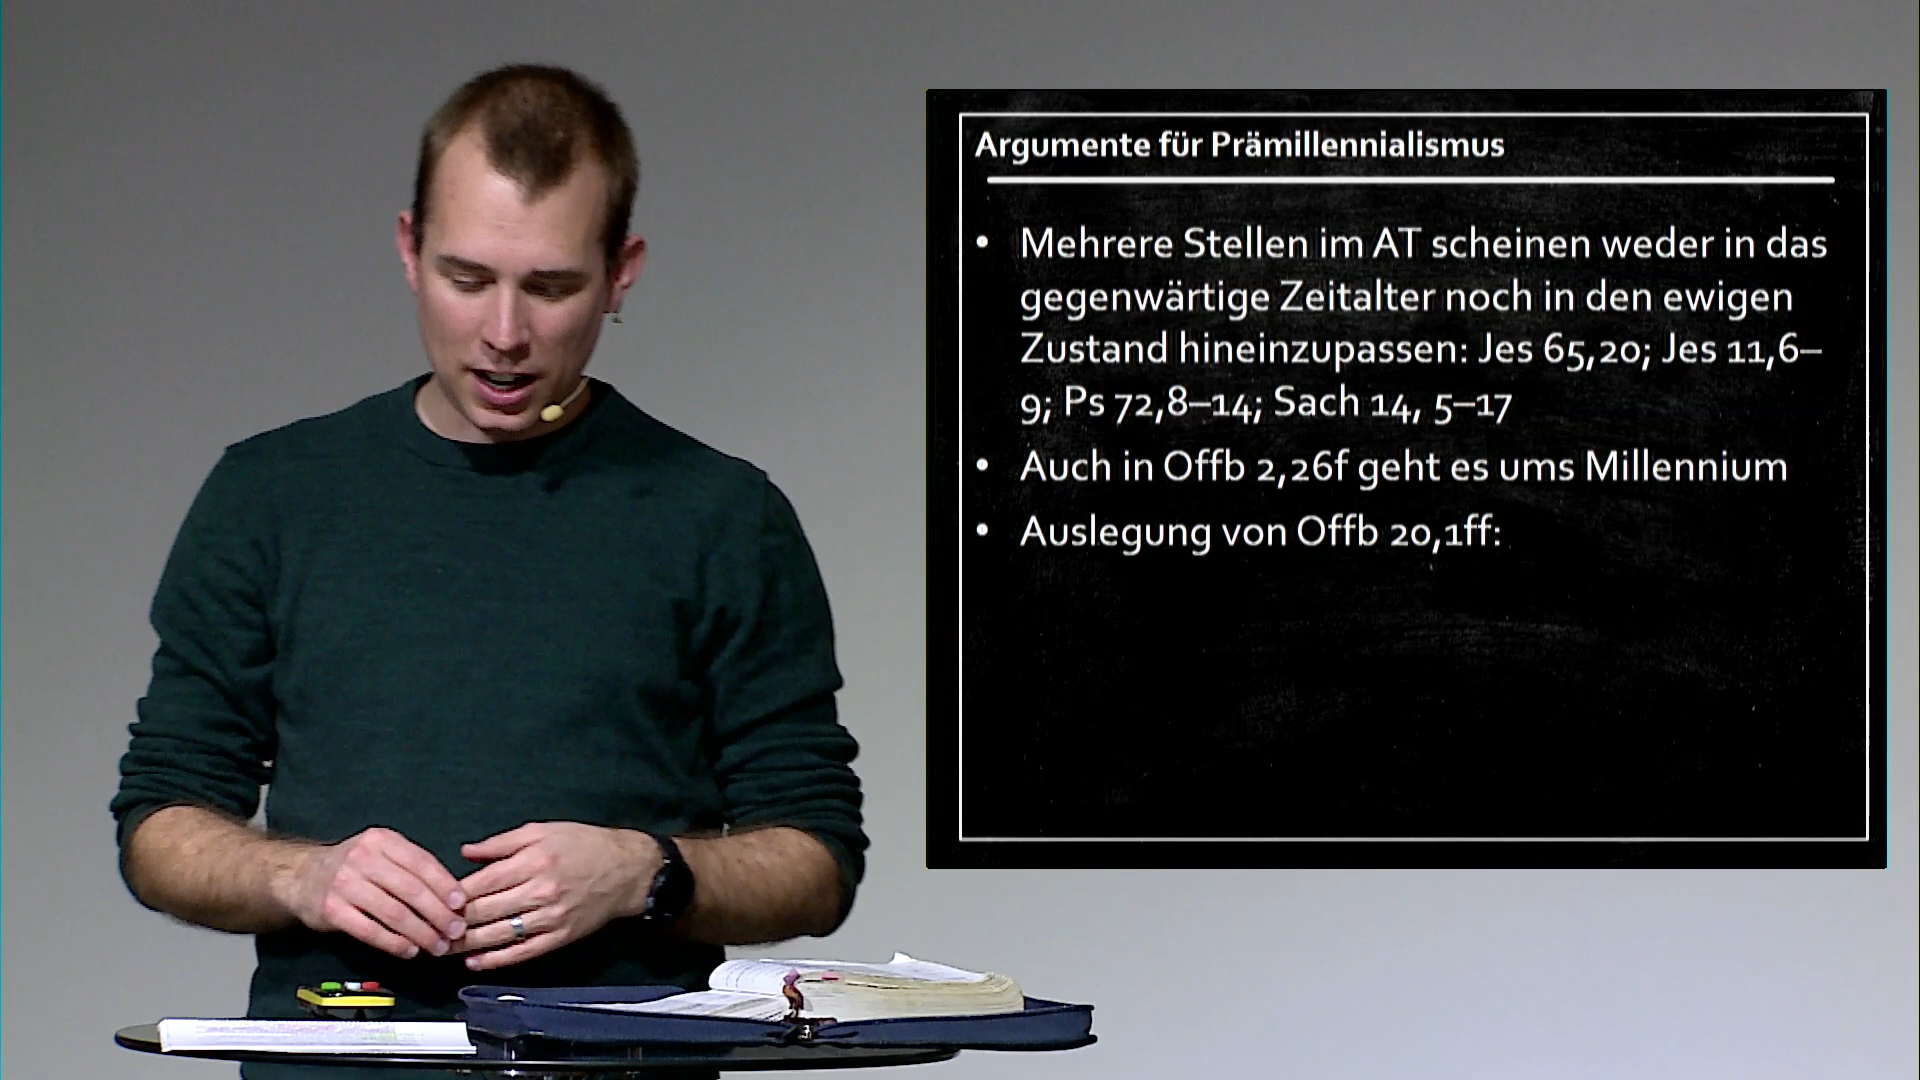 Argumente für Prämillennialismus
• Mehrere Stellen im AT scheinen weder in das
gegenwärtige Zeitalter noch in den ewigen
Zustand hineinzupassen: Jes 65,20; Jes 11,6–
9; Ps 72,8–14; Sach 14, 5–17
• Auch in Offb 2,26f geht es ums Millennium
• Auslegung von Offb 20,1ff: